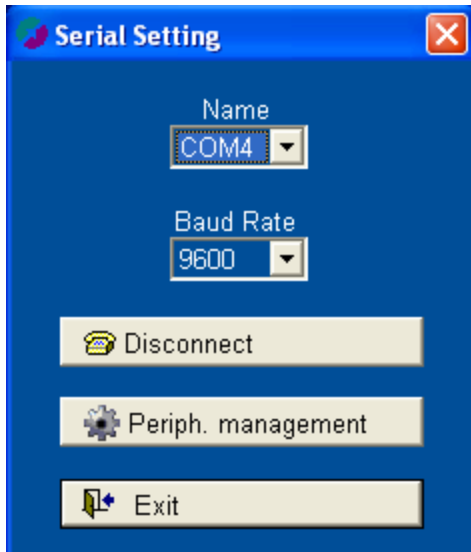 Serial Setting
Name
COM4
Baud Rate
9600
Disconnect
Periph. management
Exit